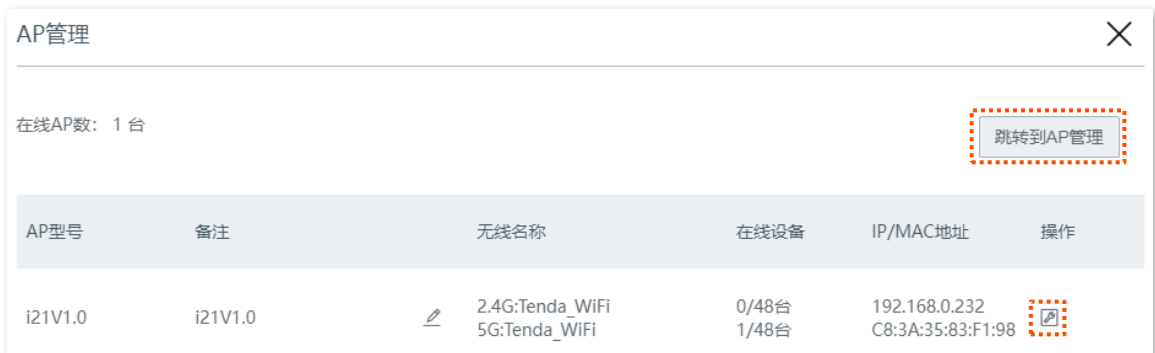 AP管理
在线AP数： 1 台
跳转到AP管理
AP型号 备注 无线名称 在线设备 IP/MAC地址 操作
i21V1.0 i21V1.0 2.4G:Tenda_WiFi 0/48台 192.168.0.232
5G:Tenda_WiFi 1/48台 C8:3A:35:83:F1:98